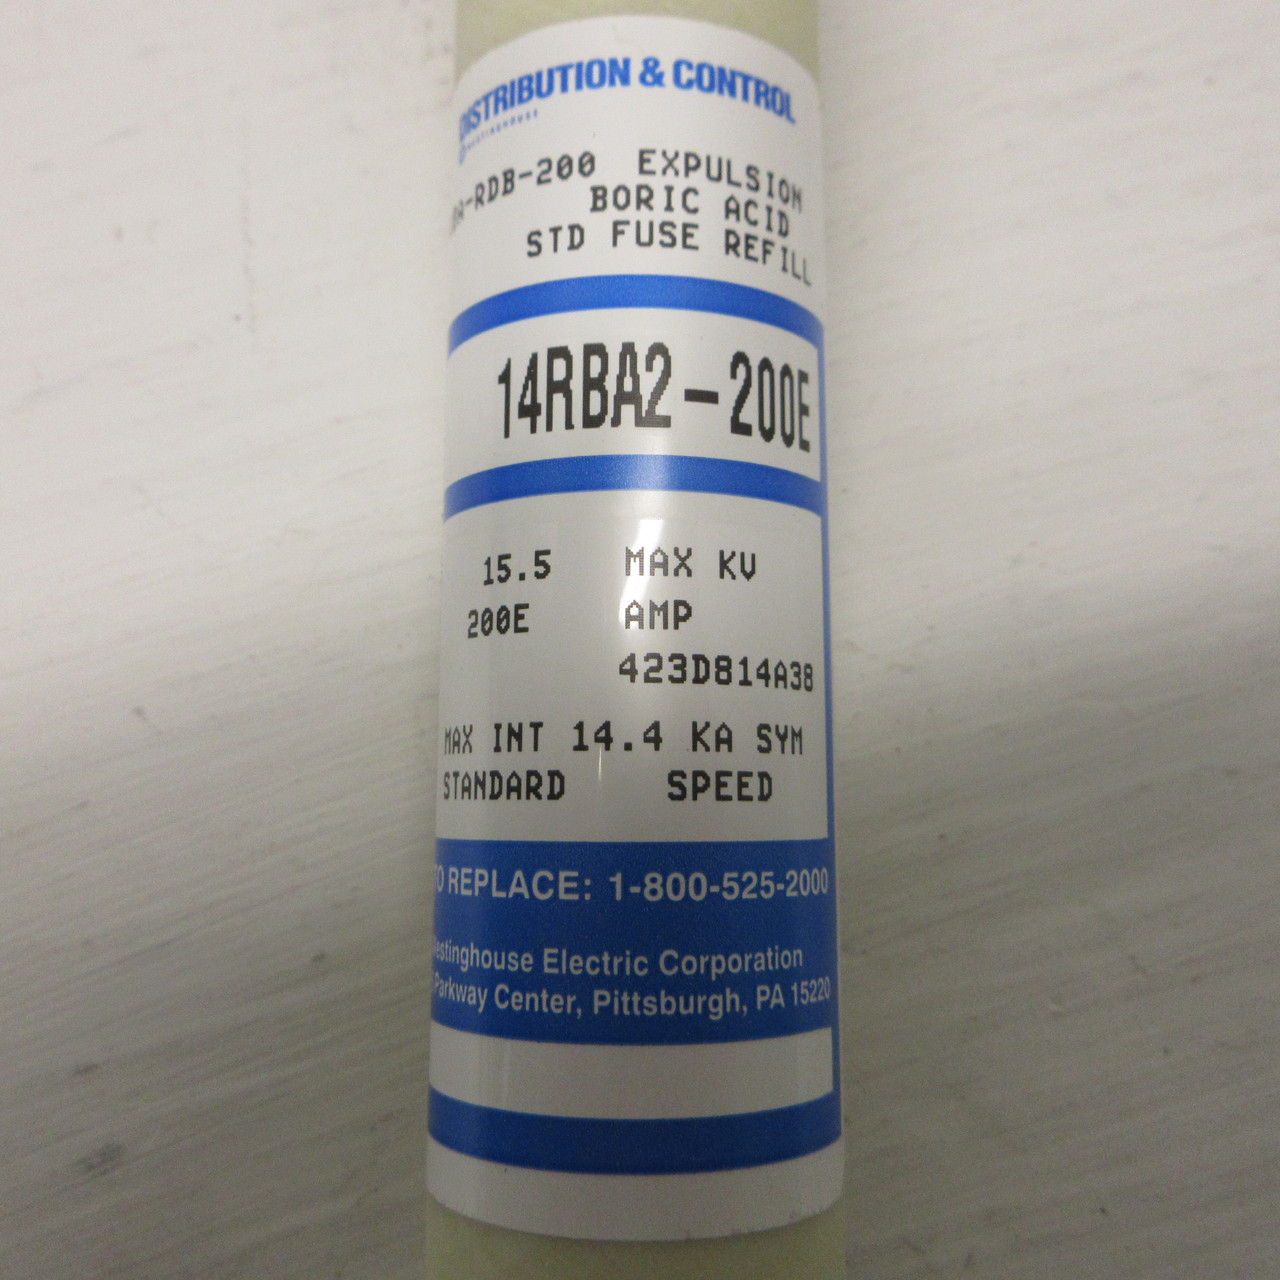 DISTRIBUTION & CONTROL
WESTINGHOUSE
BA-RDB-200 EXPULSION
BORIC ACID
STD FUSE REFILL
14RBA2-200E
15.5 MAX KV
200E AMP
423D814A38
MAX INT 14.4 KA SYM
STANDARD SPEED
TO REPLACE: 1-800-525-2000
Westinghouse Electric Corporation
Parkway Center, Pittsburgh, PA 15220